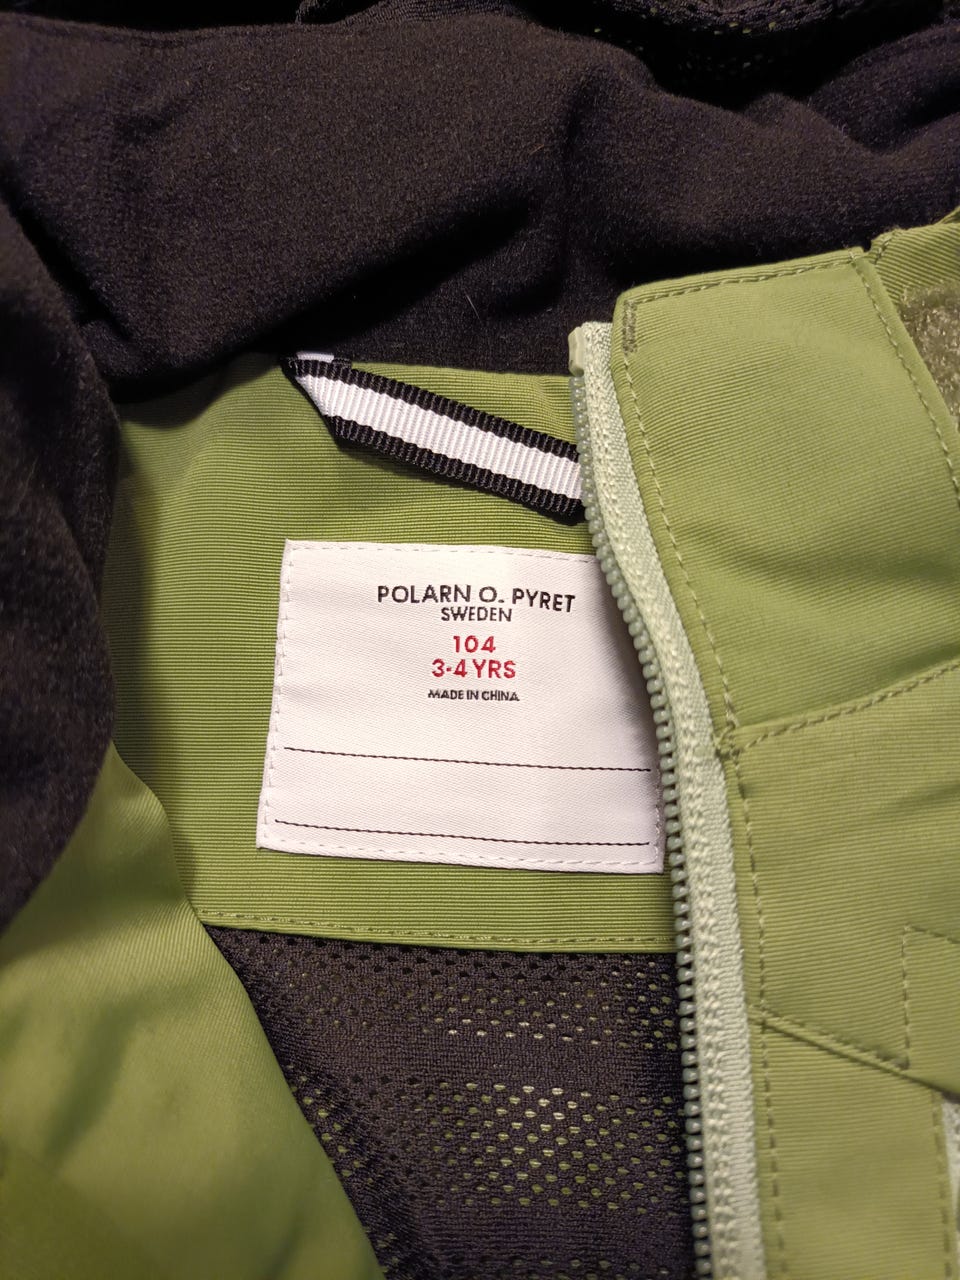 POLARN O. PYRET
SWEDEN
104
3-4 YRS
MADE IN CHINA